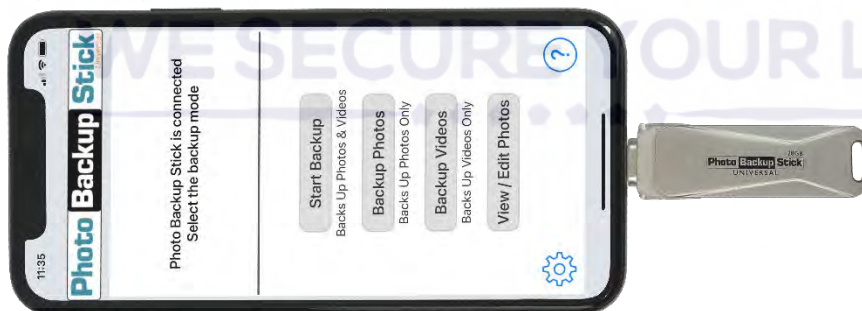 WE SECURE YOUR L
11:35
Photo Backup Stick
Photo Backup Stick is connected
Select the backup mode
Start Backup
Backs Up Photos & Videos
Backup Photos
Backs Up Photos Only
Backup Videos
Backs Up Videos Only
View / Edit Photos
?
Photo Backup Stick
UNIVERSAL